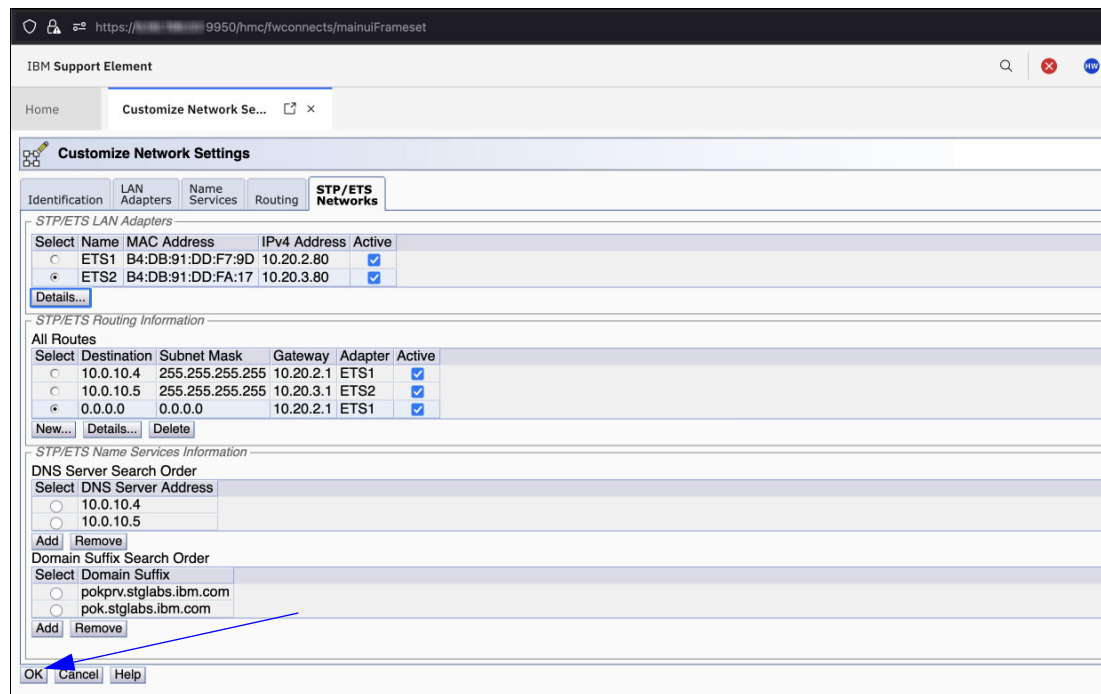 https:// 9950/hmc/fwconnects/mainuiFrameset
IBM Support Element
HW
Home
Customize Network Se...
Customize Network Settings
Identification
LAN Adapters
Name Services
Routing
STP/ETS Networks
STP/ETS LAN Adapters
Select Name MAC Address IPv4 Address Active
ETS1 B4:DB:91:DD:F7:9D 10.20.2.80
ETS2 B4:DB:91:DD:FA:17 10.20.3.80
Details...
STP/ETS Routing Information
All Routes
Select Destination Subnet Mask Gateway Adapter Active
10.0.10.4 255.255.255.255 10.20.2.1 ETS1
10.0.10.5 255.255.255.255 10.20.3.1 ETS2
0.0.0.0 0.0.0.0 10.20.2.1 ETS1
New... Details... Delete
STP/ETS Name Services Information
DNS Server Search Order
Select DNS Server Address
10.0.10.4
10.0.10.5
Add Remove
Domain Suffix Search Order
Select Domain Suffix
pokprv.stglabs.ibm.com
pok.stglabs.ibm.com
Add Remove
OK Cancel Help